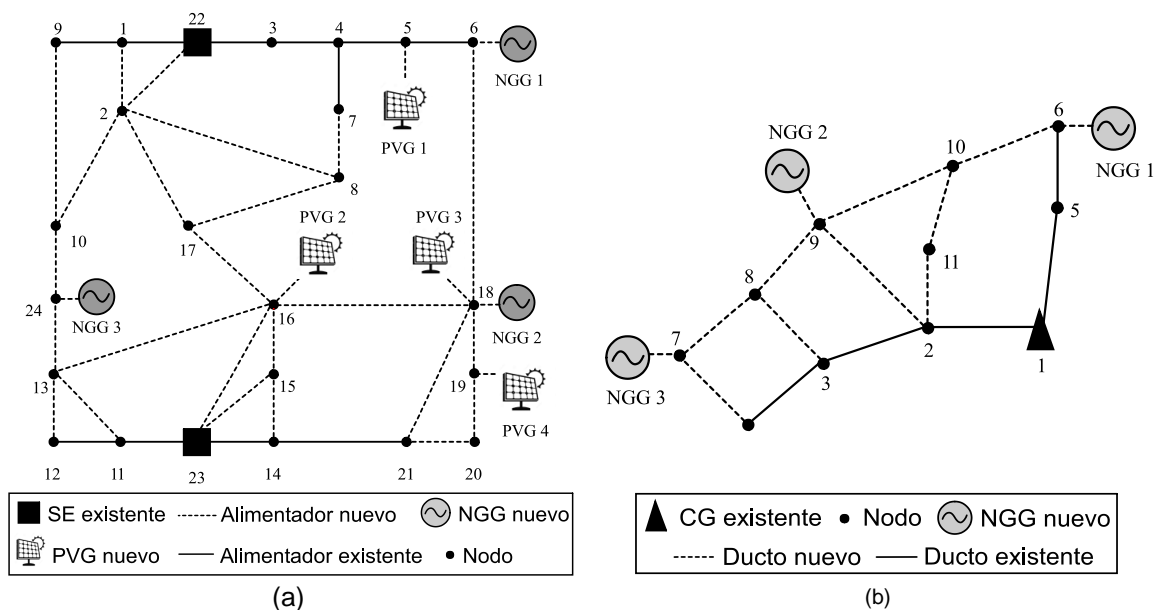 22
9 1 3 4 5 6
NGG 1
2
7
PVG 1
8
PVG 2 PVG 3
10 17
18
24 16
NGG 3 NGG 2
13 15 19
PVG 4
12 11 23 14 21 20
SE existente Alimentador nuevo NGG nuevo
PVG nuevo Alimentador existente Nodo
(a)
6
NGG 2
10
NGG 1
5
9
11
8
7
2
3 1
NGG 3
CG existente Nodo NGG nuevo
Ducto nuevo Ducto existente
(b)